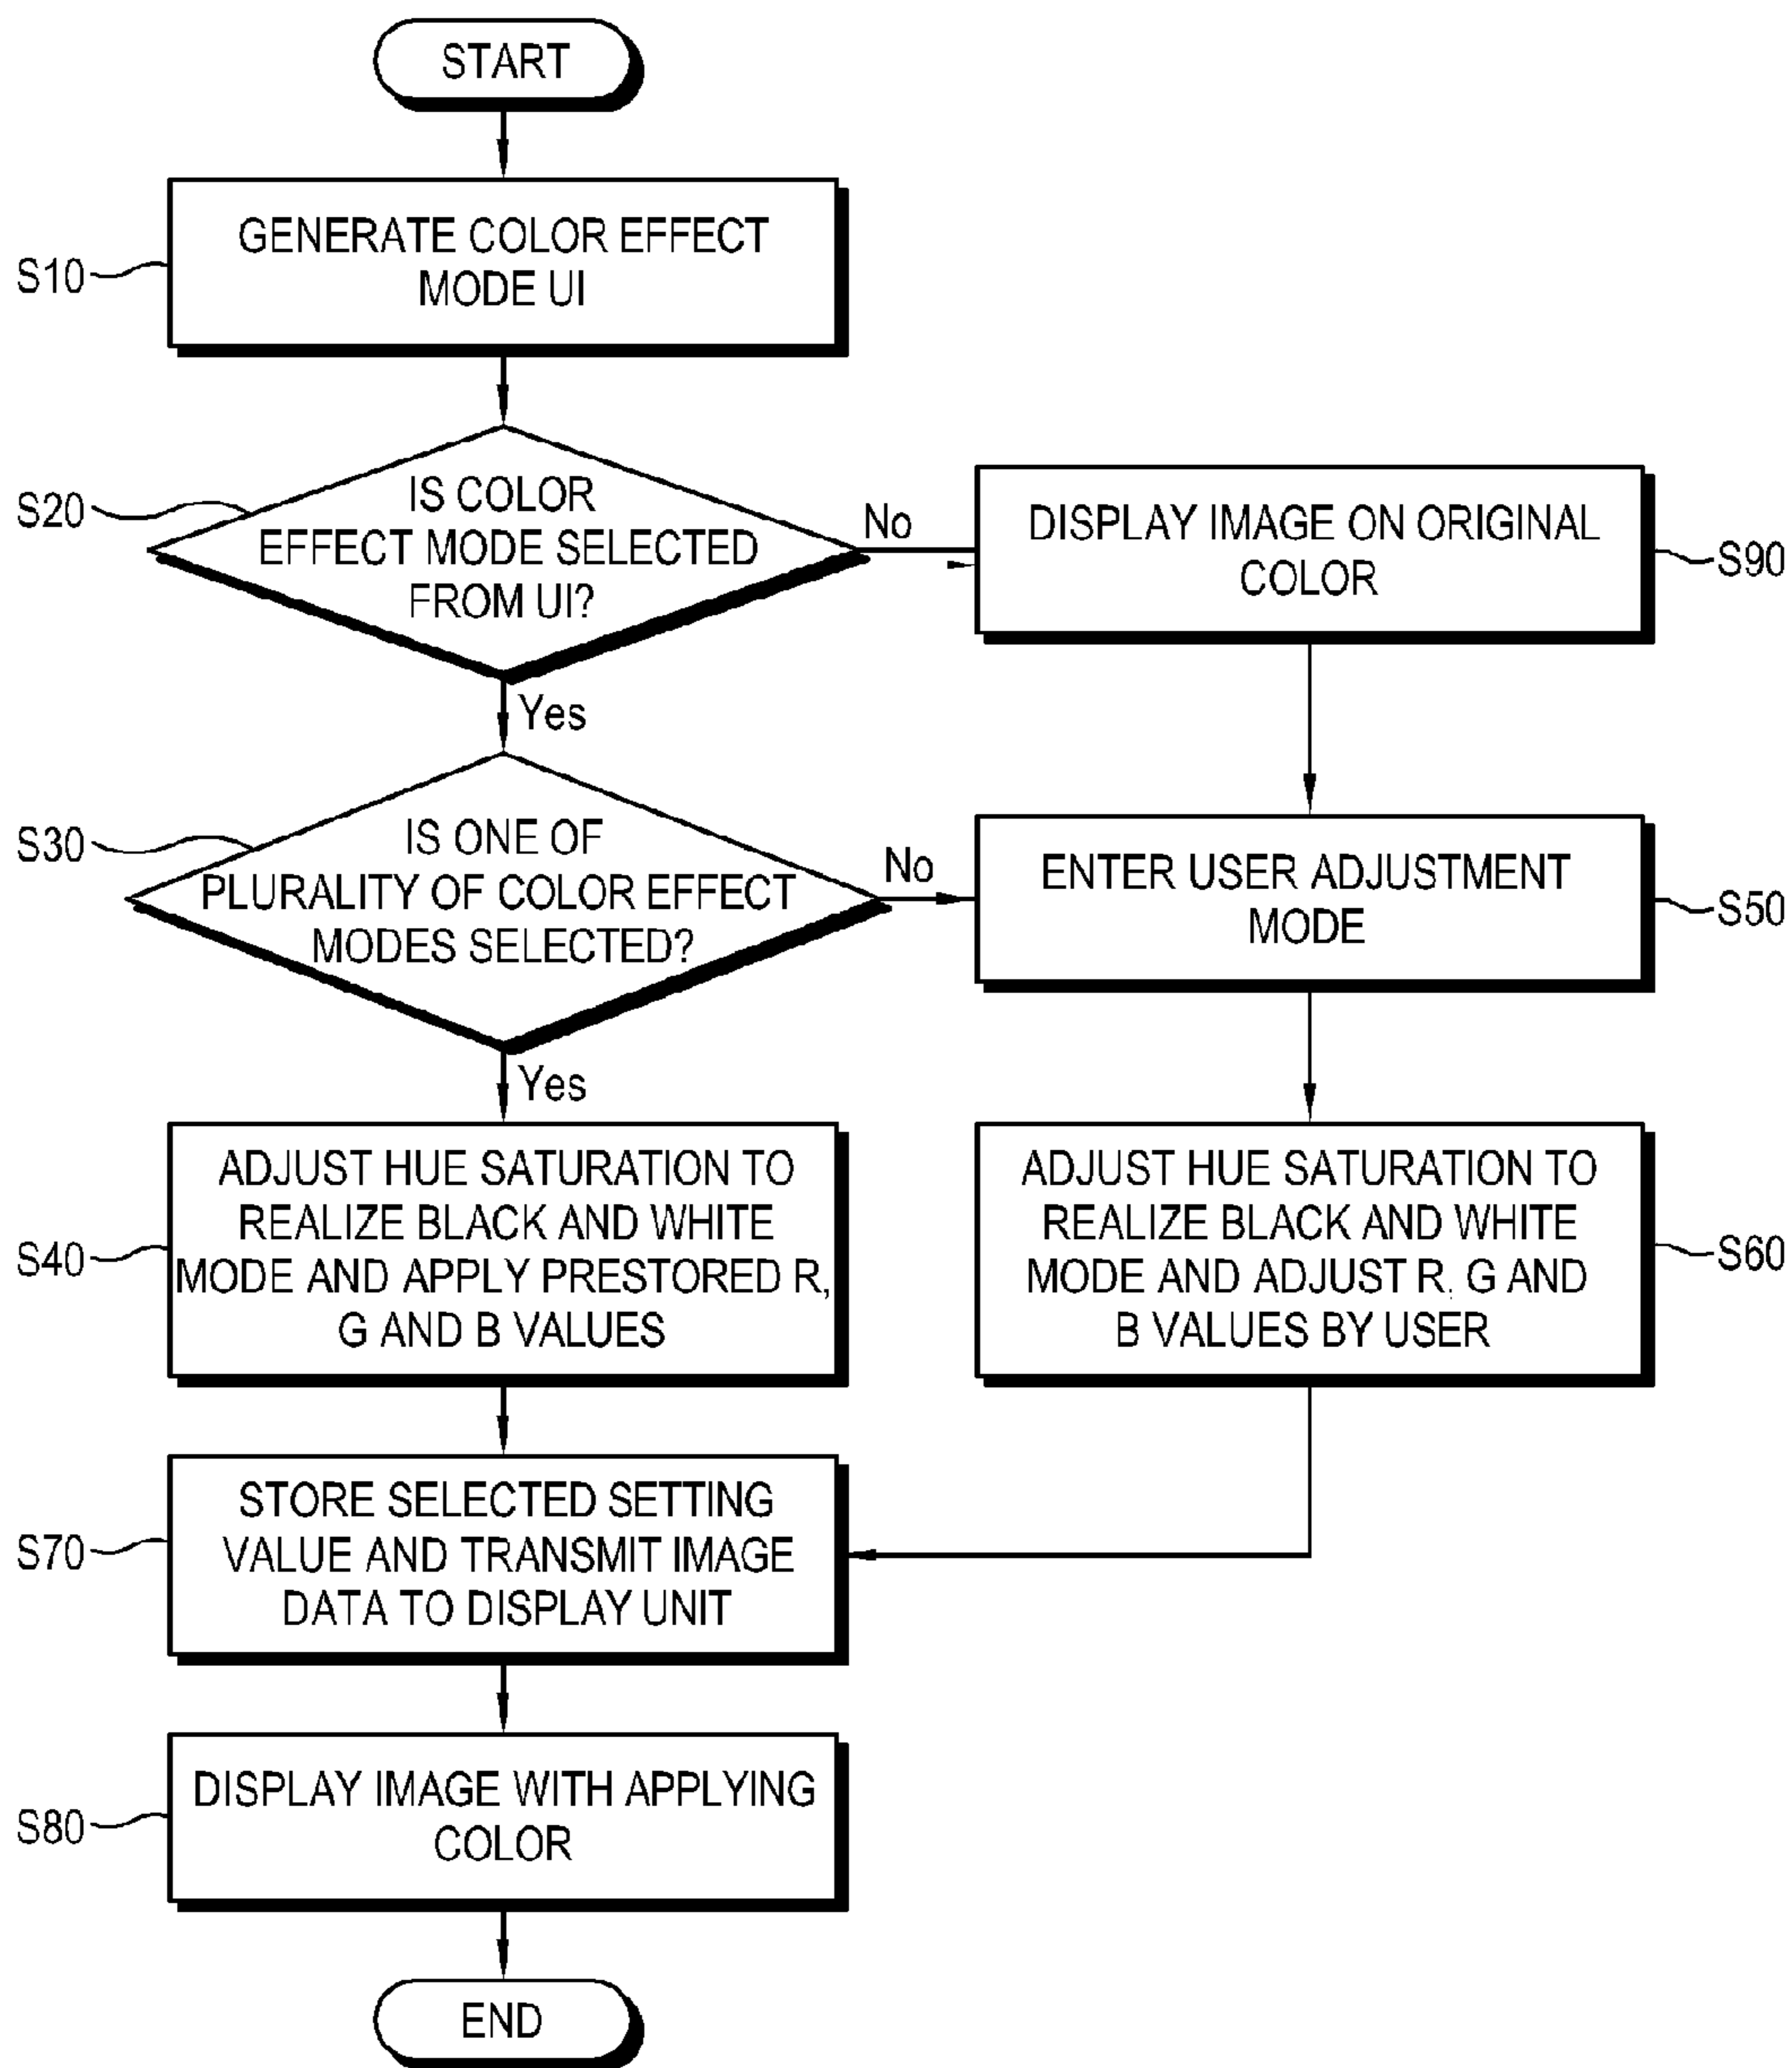 START
S10
GENERATE COLOR EFFECT
MODE UI
S20
IS COLOR
EFFECT MODE SELECTED
FROM UI?
No
DISPLAY IMAGE ON ORIGINAL
COLOR
S90
Yes
S30
IS ONE OF
PLURALITY OF COLOR EFFECT
MODES SELECTED?
No
ENTER USER ADJUSTMENT
MODE
S50
Yes
S40
ADJUST HUE SATURATION TO
REALIZE BLACK AND WHITE
MODE AND APPLY PRESTORED R,
G AND B VALUES
ADJUST HUE SATURATION TO
REALIZE BLACK AND WHITE
MODE AND ADJUST R, G AND
B VALUES BY USER
S60
S70
STORE SELECTED SETTING
VALUE AND TRANSMIT IMAGE
DATA TO DISPLAY UNIT
S80
DISPLAY IMAGE WITH APPLYING
COLOR
END